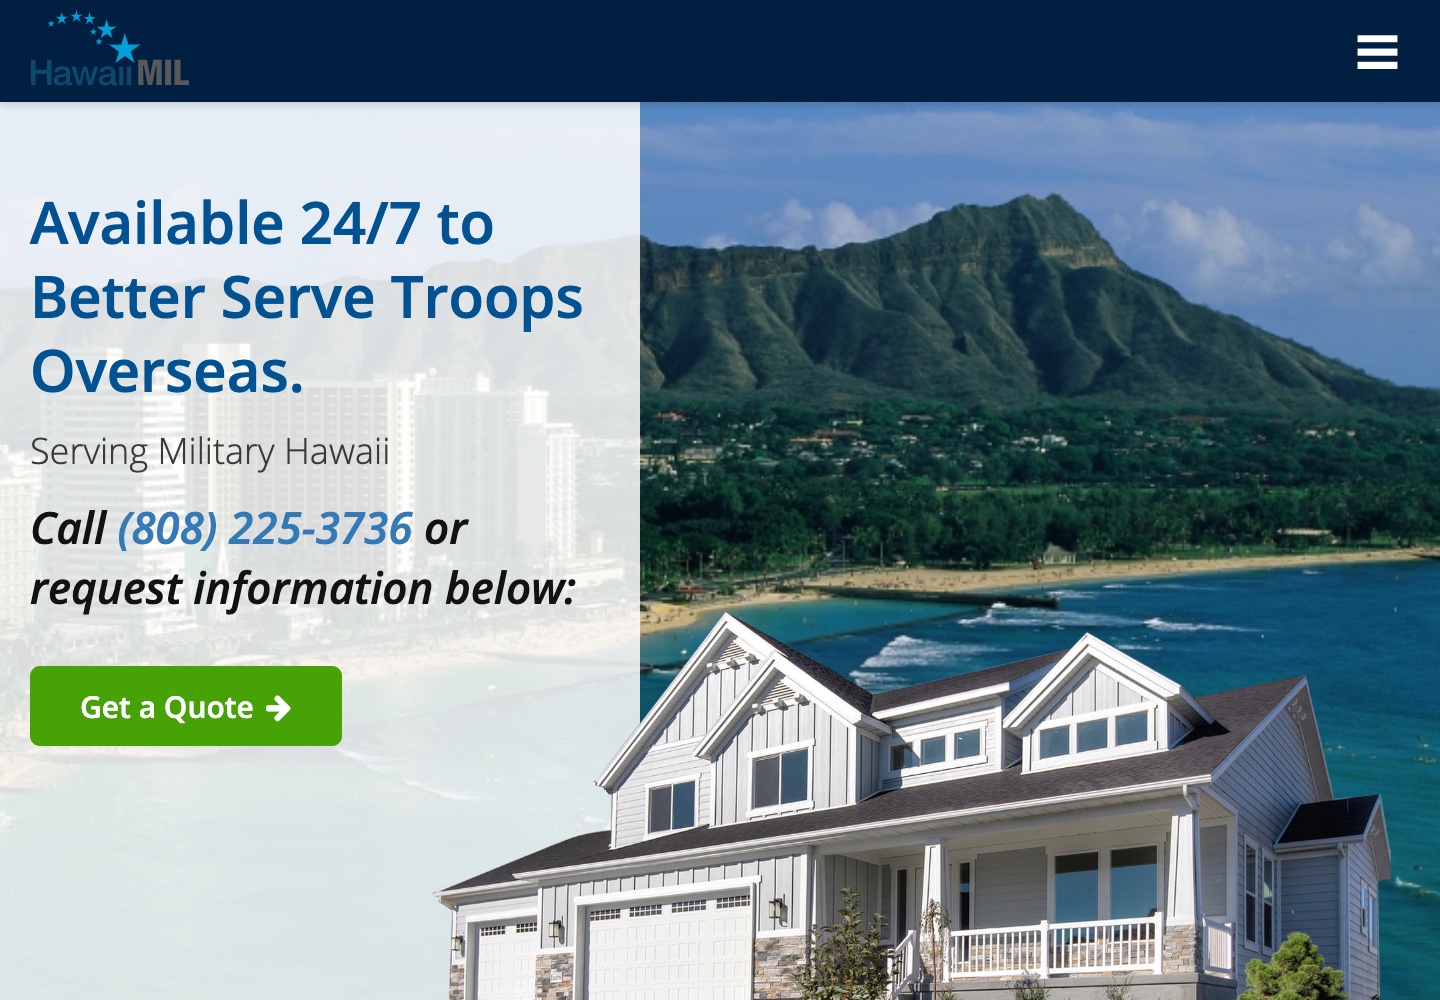 HawaiiMIL
Available 24/7 to
Better Serve Troops
Overseas.
Serving Military Hawaii
Call (808) 225-3736 or
request information below:
Get a Quote